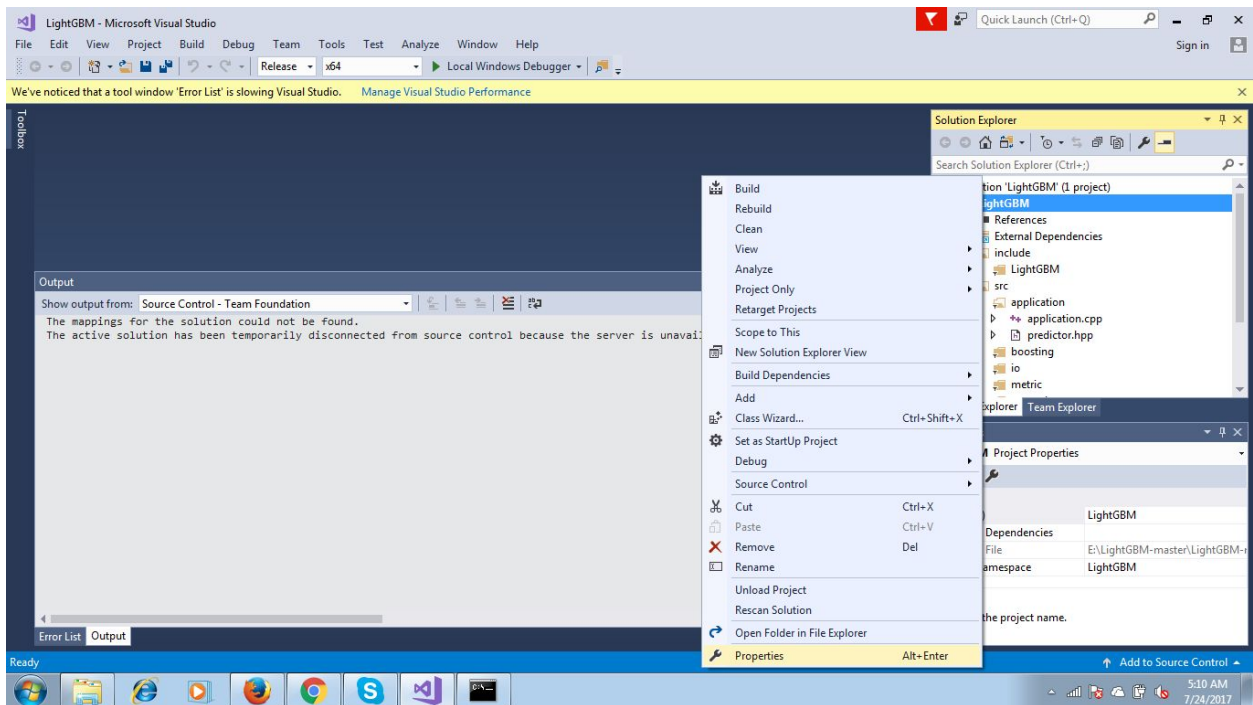 LightGBM - Microsoft Visual Studio
Quick Launch (Ctrl+Q)
File Edit View Project Build Debug Team Tools Test Analyze Window Help
Sign in
Release x64 Local Windows Debugger
We've noticed that a tool window 'Error List' is slowing Visual Studio. Manage Visual Studio Performance
Toolbox
Solution Explorer
Search Solution Explorer (Ctrl+;)
tion 'LightGBM' (1 project)
ightGBM
References
External Dependencies
include
LightGBM
src
application
application.cpp
predictor.hpp
boosting
io
metric
xplorer Team Explorer
Build
Rebuild
Clean
View
Analyze
Project Only
Retarget Projects
Scope to This
New Solution Explorer View
Build Dependencies
Add
Class Wizard... Ctrl+Shift+X
Set as StartUp Project
Debug
Source Control
Cut Ctrl+X
Paste Ctrl+V
Remove Del
Rename
Unload Project
Rescan Solution
Open Folder in File Explorer
Properties Alt+Enter
Output
Show output from: Source Control - Team Foundation
The mappings for the solution could not be found.
The active solution has been temporarily disconnected from source control because the server is unavail
Error List Output
Project Properties
LightGBM
Dependencies
File E:\LightGBM-master\LightGBM-
amespace LightGBM
the project name.
Ready
Add to Source Control
5:10 AM
7/24/2017